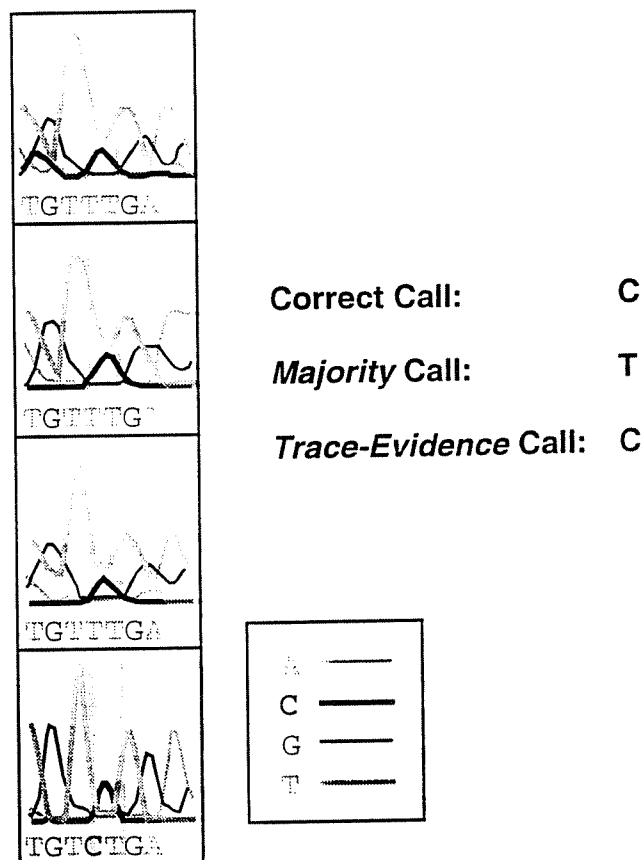 TGTTTGA
TGTTTG
Correct Call: C
Majority Call: T
Trace-Evidence Call: C
TGTTTGA
A
C
G
T
TGTCTGA